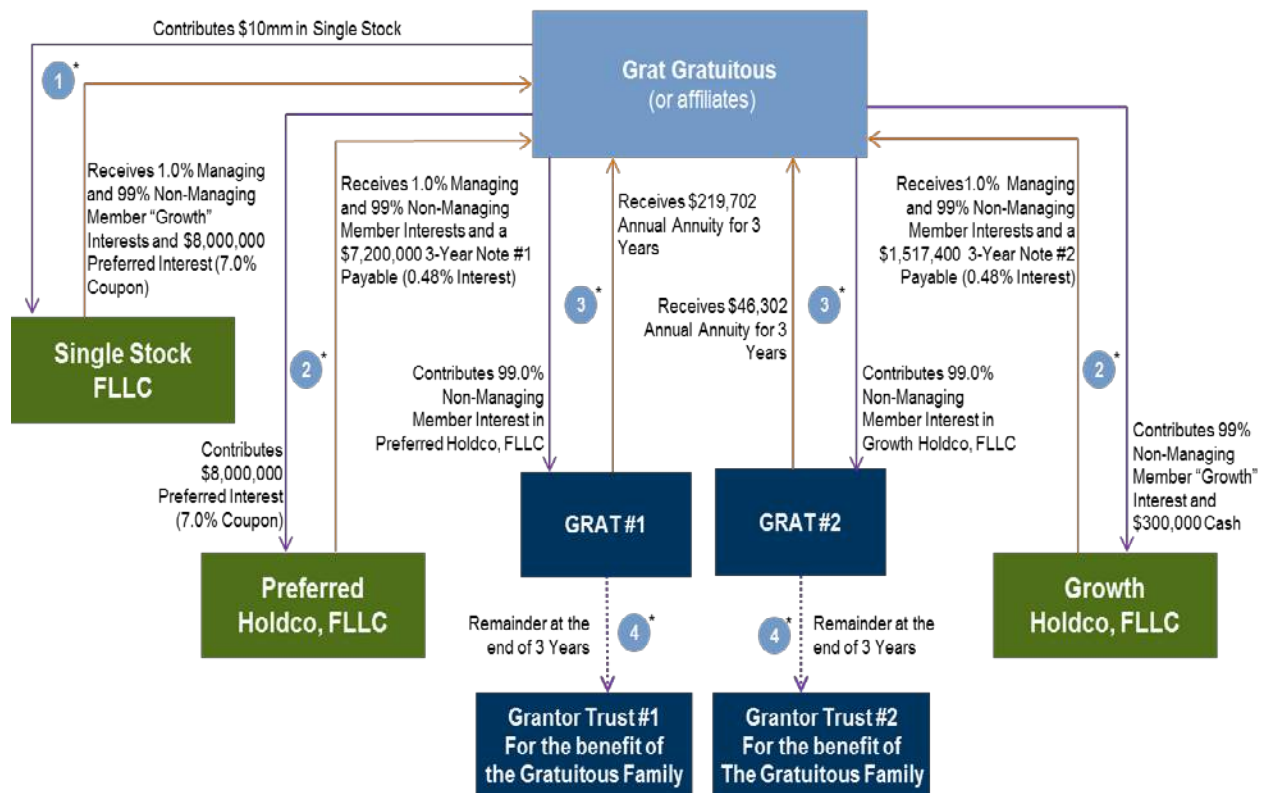 Contributes $10mm in Single Stock
1*
Grat Gratuitous
(or affiliates)
Receives 1.0% Managing
and 99% Non-Managing
Member “Growth”
Interests and $8,000,000
Preferred Interest (7.0%
Coupon)
Receives 1.0% Managing
and 99% Non-Managing
Member Interests and a
$7,200,000 3-Year Note #1
Payable (0.48% Interest)
Receives $219,702
Annual Annuity for 3
Years
Receives1.0% Managing
and 99% Non-Managing
Member Interests and a
$1,517,400 3-Year Note #2
Payable (0.48% Interest)
3*
Receives $46,302
Annual Annuity for 3
Years
3*
Single Stock
FLLC
2*
2*
Contributes 99.0%
Non-Managing
Member Interest in
Preferred Holdco, FLLC
Contributes 99.0%
Non-Managing
Member Interest in
Growth Holdco, FLLC
Contributes
$8,000,000
Preferred Interest
(7.0% Coupon)
Contributes 99%
Non-Managing
Member “Growth”
Interest and
$300,000 Cash
GRAT #1
GRAT #2
Preferred
Holdco, FLLC
Growth
Holdco, FLLC
Remainder at the
end of 3 Years
4*
4*
Remainder at the
end of 3 Years
Grantor Trust #1
For the benefit of
the Gratuitous Family
Grantor Trust #2
For the benefit of
The Gratuitous Family